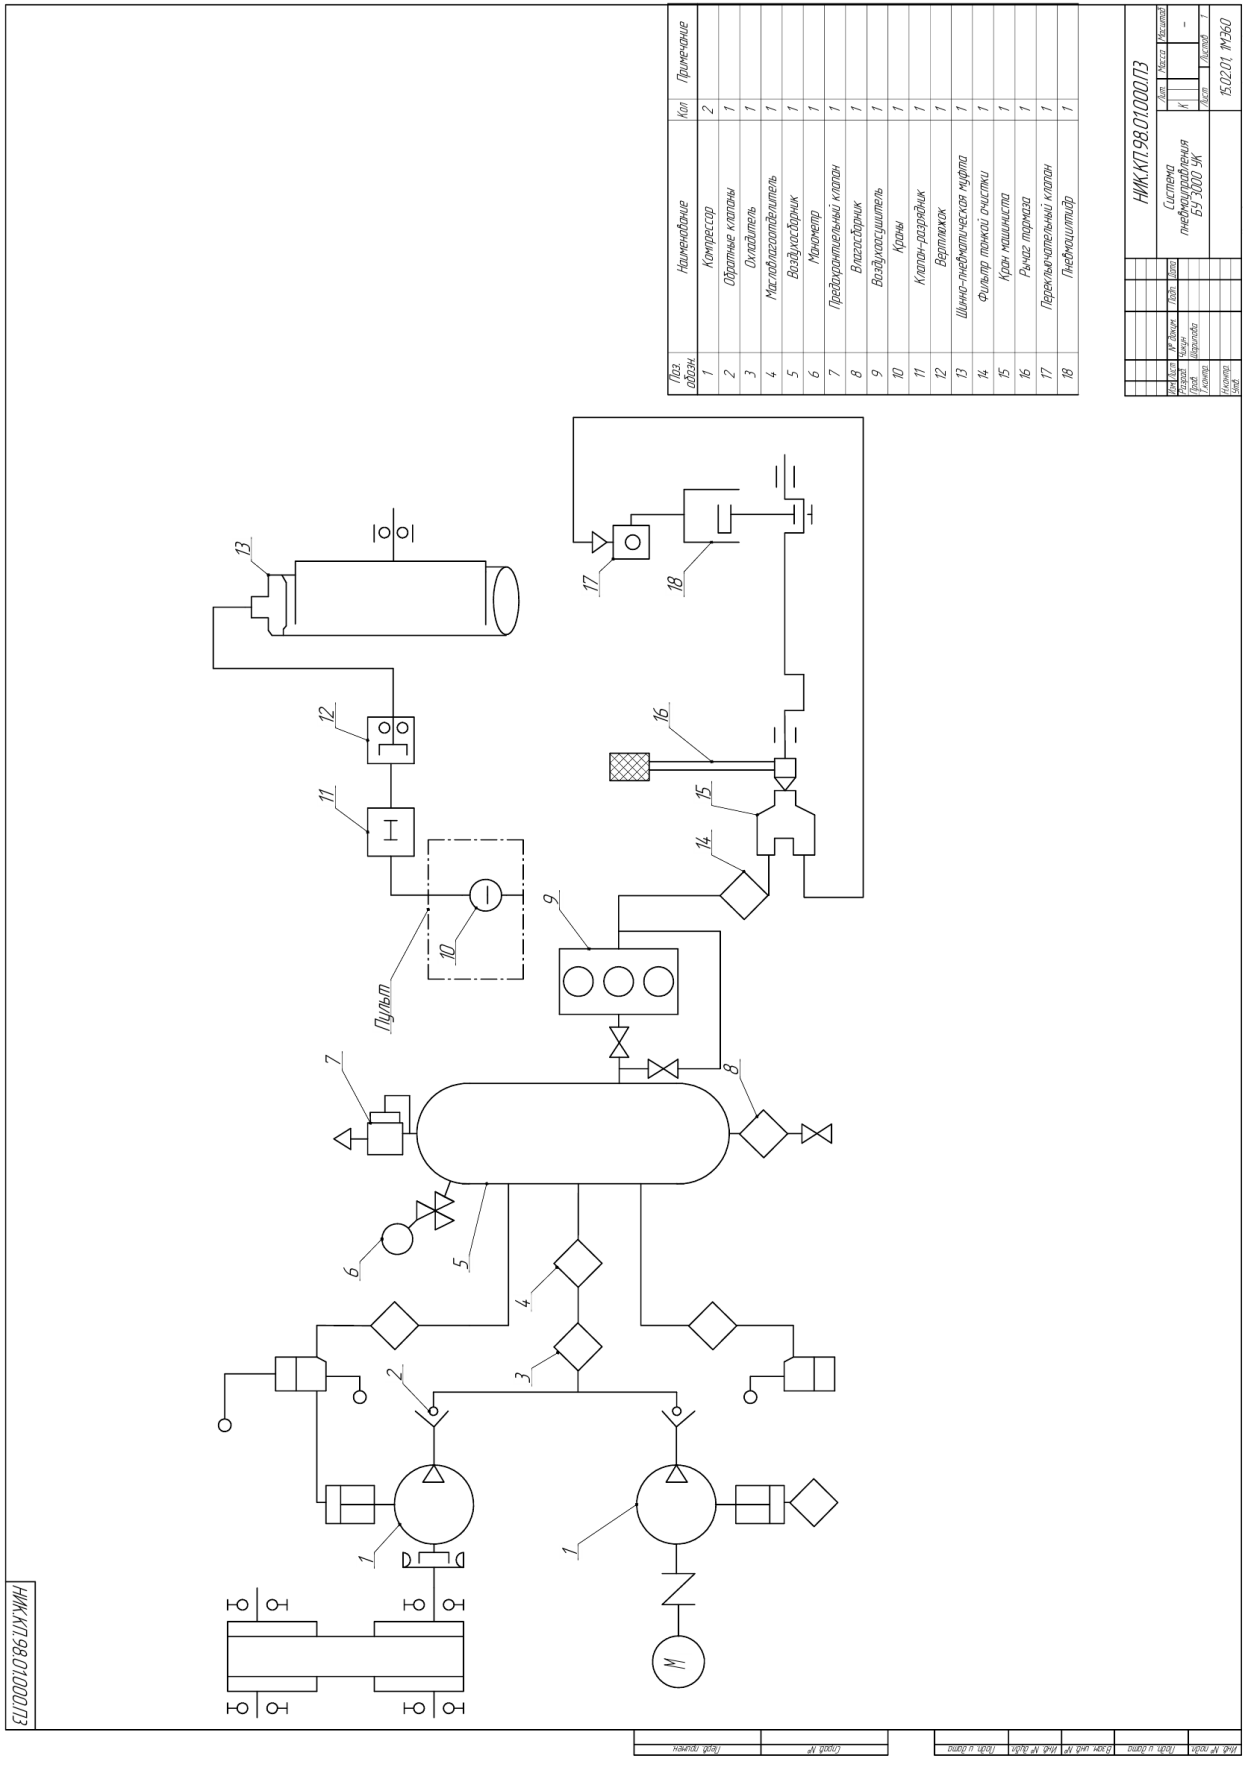 НИК.КП.98.01.000.ПЗ
Поз. обозн. Наименование Кол Примечание
1 Компрессор 2
2 Обратные клапаны 1
3 Охладитель 1
4 Масловлагоотделитель 1
5 Воздухасборник 1
6 Манометр 1
7 Предохрантиельный клапан 1
8 Влагосборник 1
9 Воздухоосушитель 1
10 Краны 1
11 Клапан-разрядник 1
12 Вертлюжок 1
13 Шинно-пневматическая муфта 1
14 Фильтр тонкой очистки 1
15 Кран машиниста 1
16 Рычаг тормаза 1
17 Переключательный клапан 1
18 Пневмоцилтидр 1
1
1
2
3
4
5
6
7
8
9
10
Пульт
11
12
13
14
15
16
17
18
М
НИК.КП.98.01.000.ПЗ
Изм. Лист № докум. Подп. Дата
Разраб. Чикун
Пров. Шарипова
Т.контр.
Н.контр.
Утв.
Система
пневмоуправления
БУ 3000 УК
Лит. Масса Масштаб
К -
Лист Листов 1
15.02.01, 1МЭ60
Перв. примен.
Справ. №
Подп. и дата
Инв. № дубл.
Взам. инв. №
Подп. и дата
Инв. № подл.